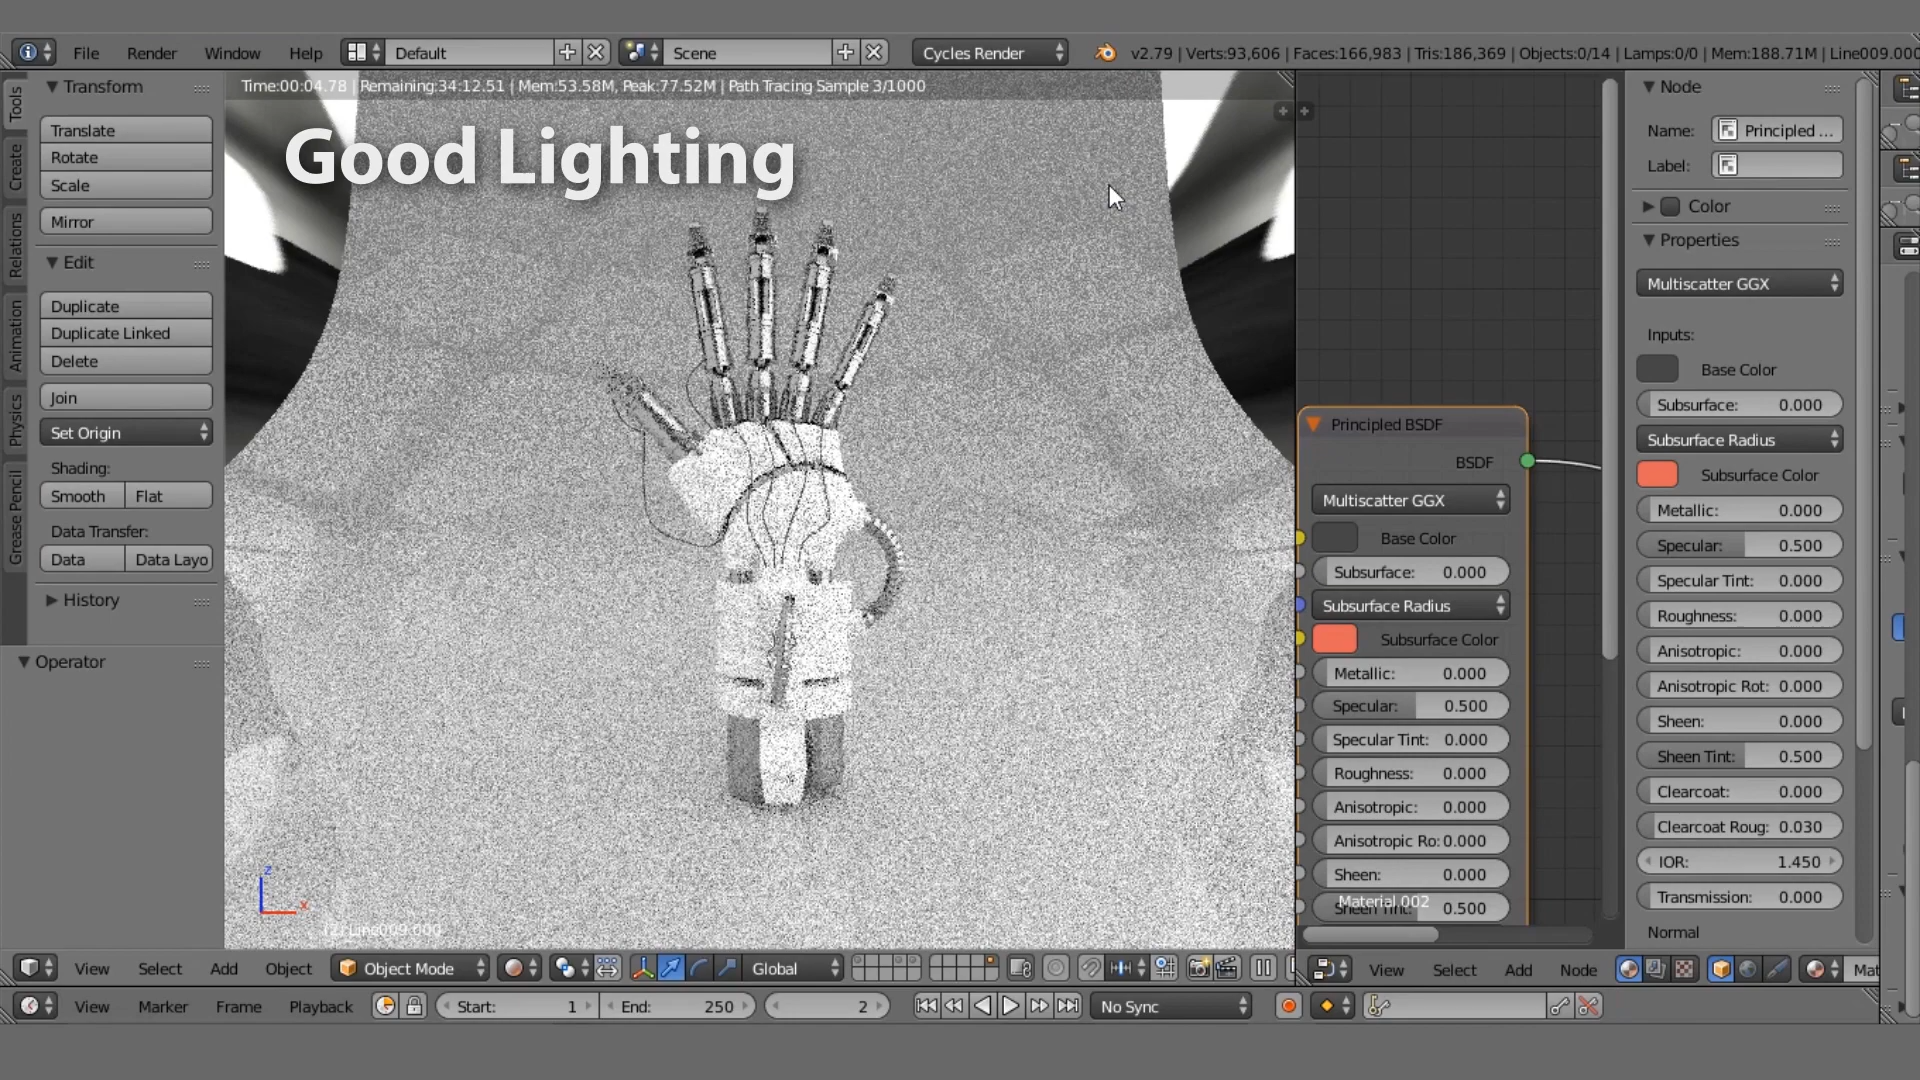 File Render Window Help Default Scene Cycles Render v2.79 | Verts:93,606 | Faces:166,983 | Tris:186,369 | Objects:0/14 | Lamps:0/0 | Mem:188.71M | Line009.000
Time:00:04.78 | Remaining:34:12.51 | Mem:53.58M, Peak:77.52M | Path Tracing Sample 3/1000
Good Lighting
Tools
Create
Relations
Animation
Physics
Grease Pencil
Transform
Translate
Rotate
Scale
Mirror
Edit
Duplicate
Duplicate Linked
Delete
Join
Set Origin
Shading:
Smooth Flat
Data Transfer:
Data Data Layo
History
Operator
z
x
(2) Line009.000
Principled BSDF
BSDF
Multiscatter GGX
Base Color
Subsurface: 0.000
Subsurface Radius
Subsurface Color
Metallic: 0.000
Specular: 0.500
Specular Tint: 0.000
Roughness: 0.000
Anisotropic: 0.000
Anisotropic Ro: 0.000
Sheen: 0.000
Material 002
Sheen Tint: 0.500
Node
Name: Principled ...
Label:
Color
Properties
Multiscatter GGX
Inputs:
Base Color
Subsurface: 0.000
Subsurface Radius
Subsurface Color
Metallic: 0.000
Specular: 0.500
Specular Tint: 0.000
Roughness: 0.000
Anisotropic: 0.000
Anisotropic Rot: 0.000
Sheen: 0.000
Sheen Tint: 0.500
Clearcoat: 0.000
Clearcoat Roug: 0.030
IOR: 1.450
Transmission: 0.000
Normal
View Select Add Object Object Mode Global
View Select Add Node Mat
View Marker Frame Playback Start: 1 End: 250 2 No Sync